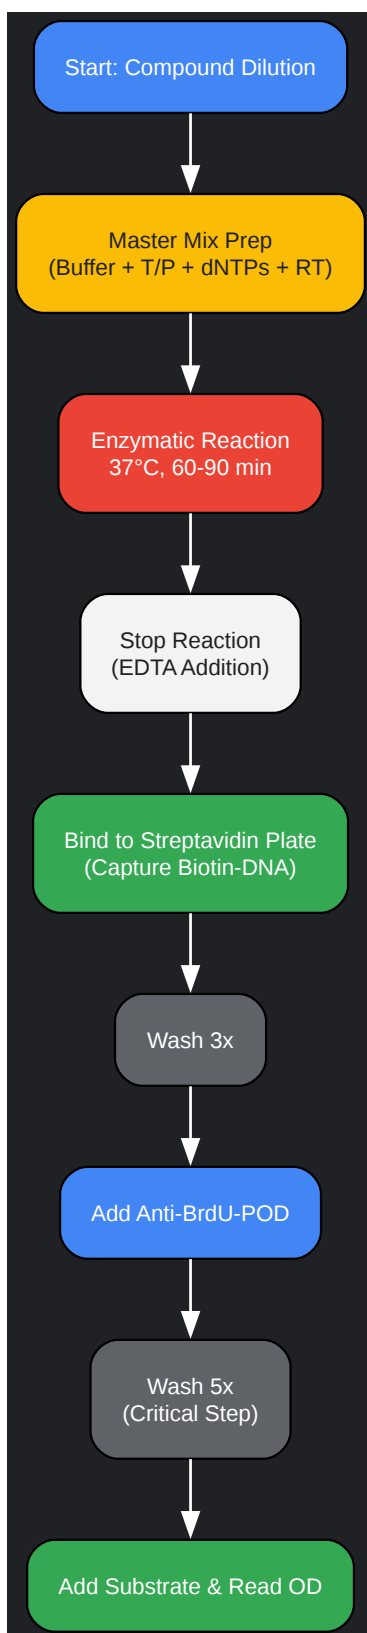 Start: Compound Dilution
Master Mix Prep
(Buffer + T/P + dNTPs + RT)
Enzymatic Reaction
37°C, 60-90 min
Stop Reaction
(EDTA Addition)
Bind to Streptavidin Plate
(Capture Biotin-DNA)
Wash 3x
Add Anti-BrdU-POD
Wash 5x
(Critical Step)
Add Substrate & Read OD